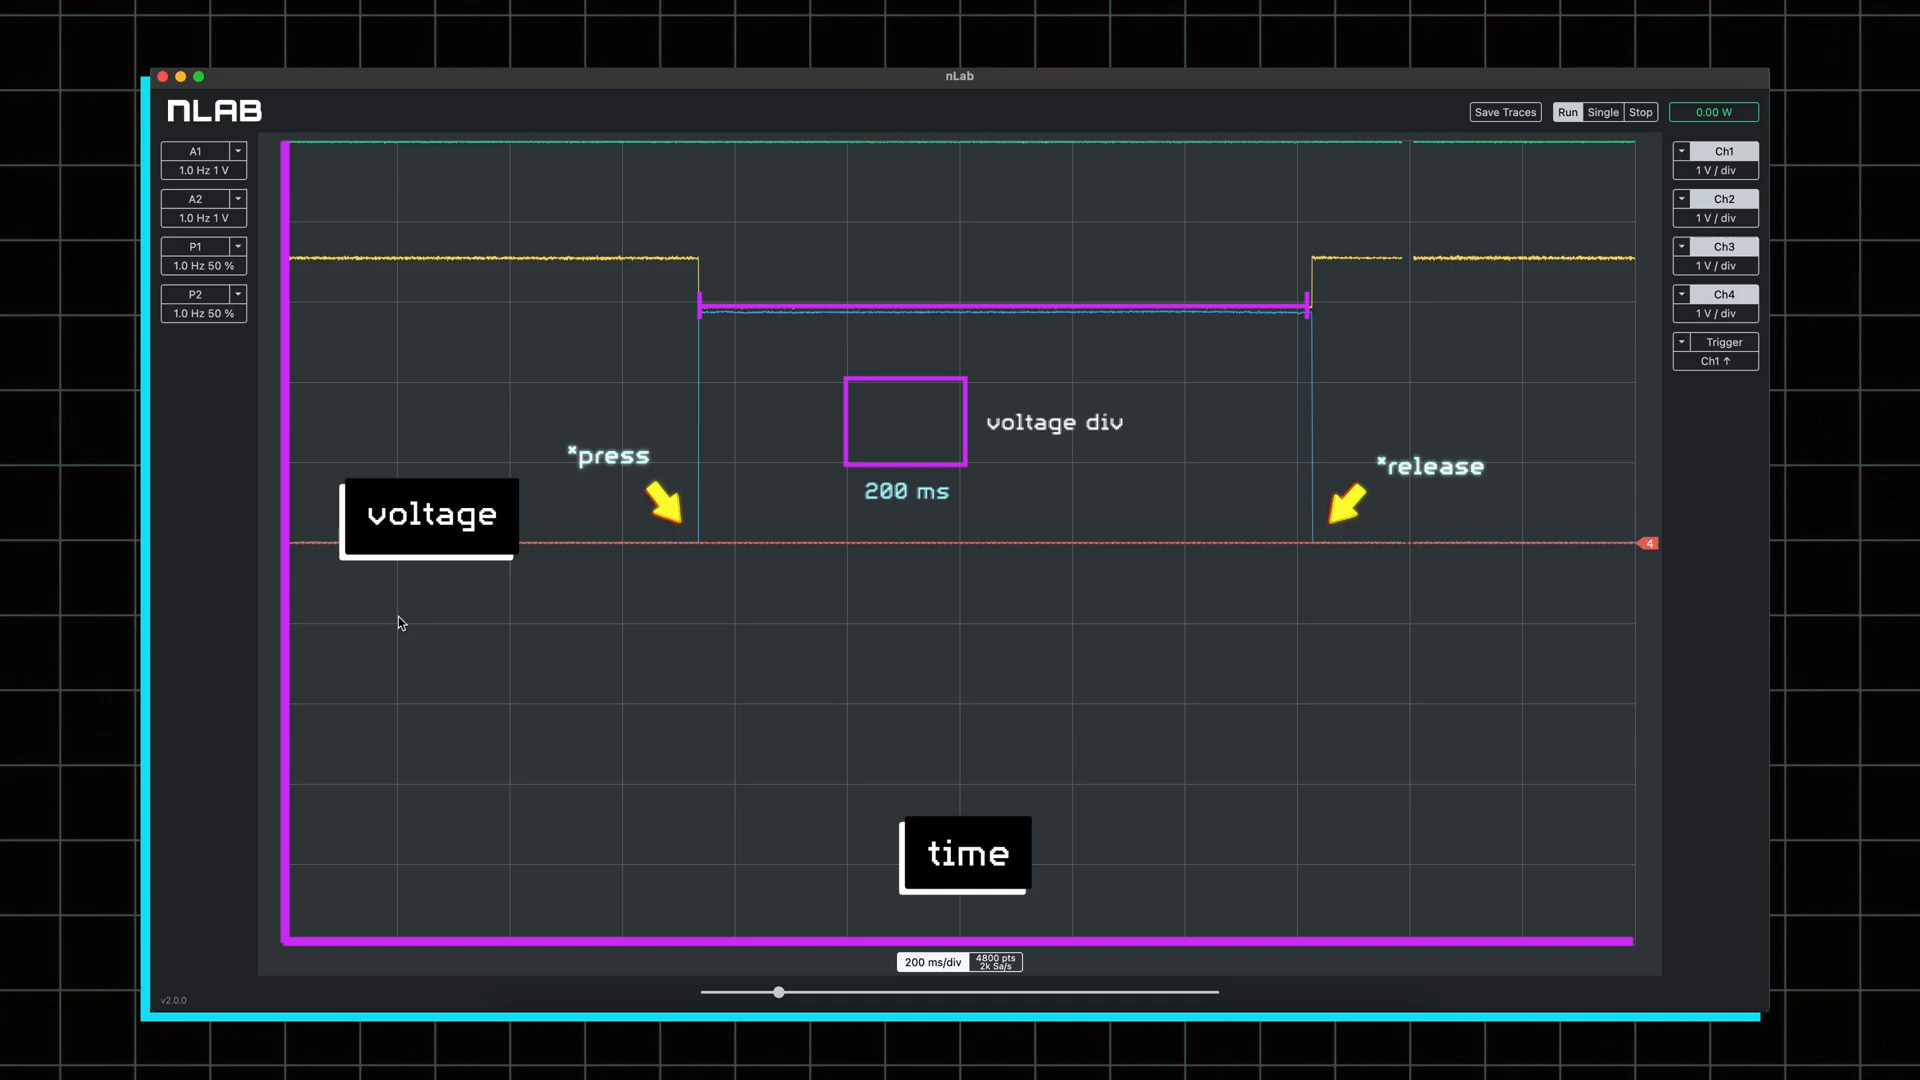 nLab
NLAB
Save Traces
Run Single Stop
0.00 W
A1
1.0 Hz 1 V
A2
1.0 Hz 1 V
P1
1.0 Hz 50 %
P2
1.0 Hz 50 %
Ch1
1 V / div
Ch2
1 V / div
Ch3
1 V / div
Ch4
1 V / div
Trigger
Ch1 ↑
voltage div
200 ms
*press
*release
voltage
4
time
200 ms/div
4800 pts
2k Sa/s
v2.0.0